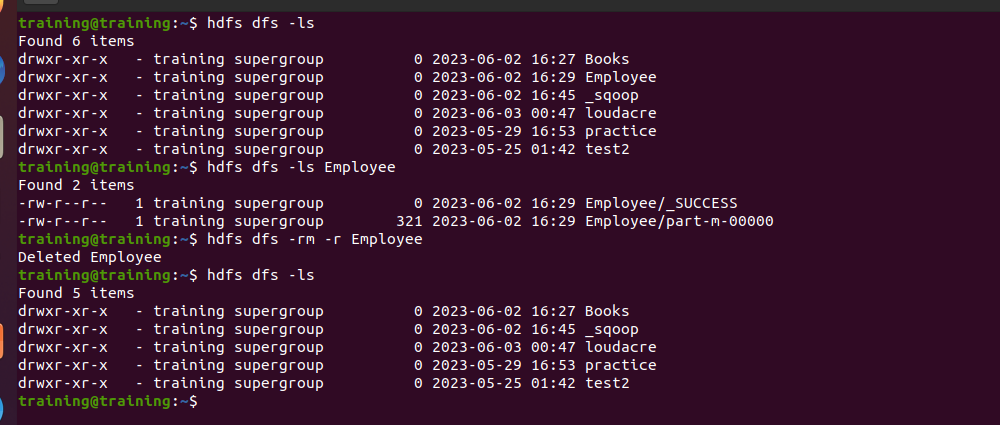 training@training:~$ hdfs dfs -ls
Found 6 items
drwxr-xr-x   - training supergroup          0 2023-06-02 16:27 Books
drwxr-xr-x   - training supergroup          0 2023-06-02 16:29 Employee
drwxr-xr-x   - training supergroup          0 2023-06-02 16:45 _sqoop
drwxr-xr-x   - training supergroup          0 2023-06-03 00:47 loudacre
drwxr-xr-x   - training supergroup          0 2023-05-29 16:53 practice
drwxr-xr-x   - training supergroup          0 2023-05-25 01:42 test2
training@training:~$ hdfs dfs -ls Employee
Found 2 items
-rw-r--r--   1 training supergroup          0 2023-06-02 16:29 Employee/_SUCCESS
-rw-r--r--   1 training supergroup        321 2023-06-02 16:29 Employee/part-m-00000
training@training:~$ hdfs dfs -rm -r Employee
Deleted Employee
training@training:~$ hdfs dfs -ls
Found 5 items
drwxr-xr-x   - training supergroup          0 2023-06-02 16:27 Books
drwxr-xr-x   - training supergroup          0 2023-06-02 16:45 _sqoop
drwxr-xr-x   - training supergroup          0 2023-06-03 00:47 loudacre
drwxr-xr-x   - training supergroup          0 2023-05-29 16:53 practice
drwxr-xr-x   - training supergroup          0 2023-05-25 01:42 test2
training@training:~$